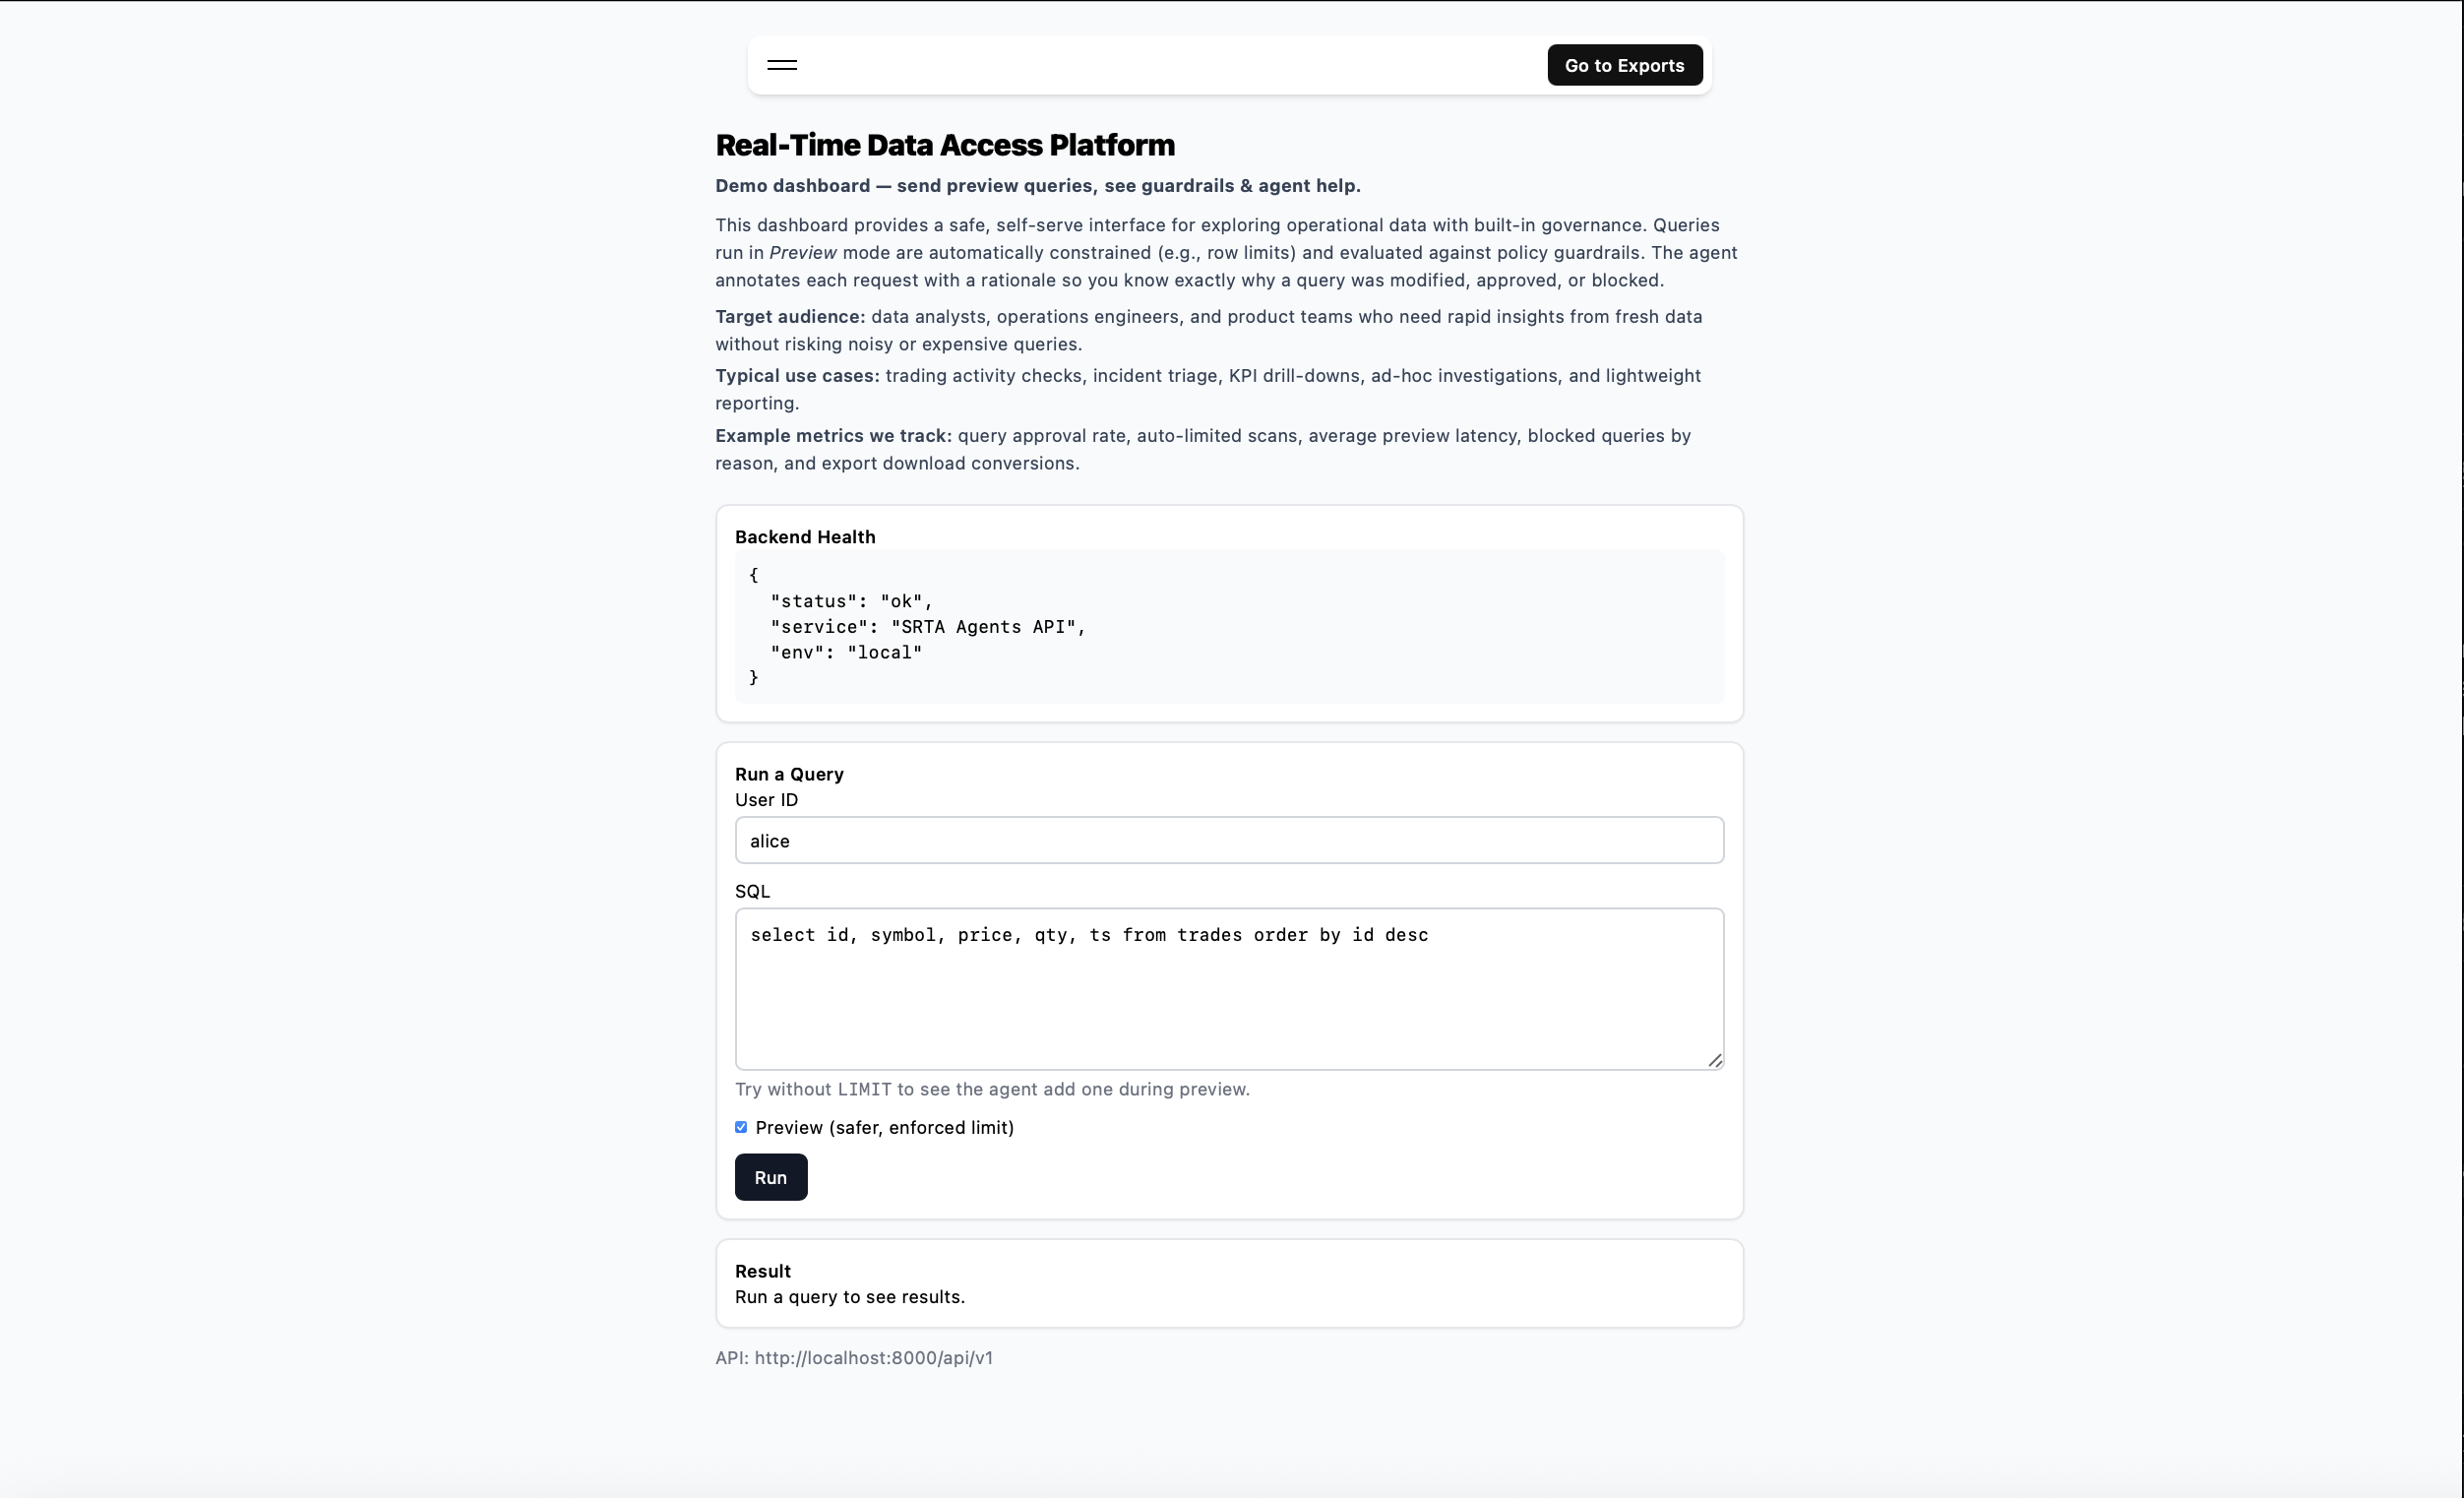 Go to Exports
Real-Time Data Access Platform
Demo dashboard — send preview queries, see guardrails & agent help.
This dashboard provides a safe, self-serve interface for exploring operational data with built-in governance. Queries
run in Preview mode are automatically constrained (e.g., row limits) and evaluated against policy guardrails. The agent
annotates each request with a rationale so you know exactly why a query was modified, approved, or blocked.
Target audience: data analysts, operations engineers, and product teams who need rapid insights from fresh data
without risking noisy or expensive queries.
Typical use cases: trading activity checks, incident triage, KPI drill-downs, ad-hoc investigations, and lightweight
reporting.
Example metrics we track: query approval rate, auto-limited scans, average preview latency, blocked queries by
reason, and export download conversions.
Backend Health
{
  "status": "ok",
  "service": "SRTA Agents API",
  "env": "local"
}
Run a Query
User ID
alice
SQL
select id, symbol, price, qty, ts from trades order by id desc
Try without LIMIT to see the agent add one during preview.
Preview (safer, enforced limit)
Run
Result
Run a query to see results.
API: http://localhost:8000/api/v1